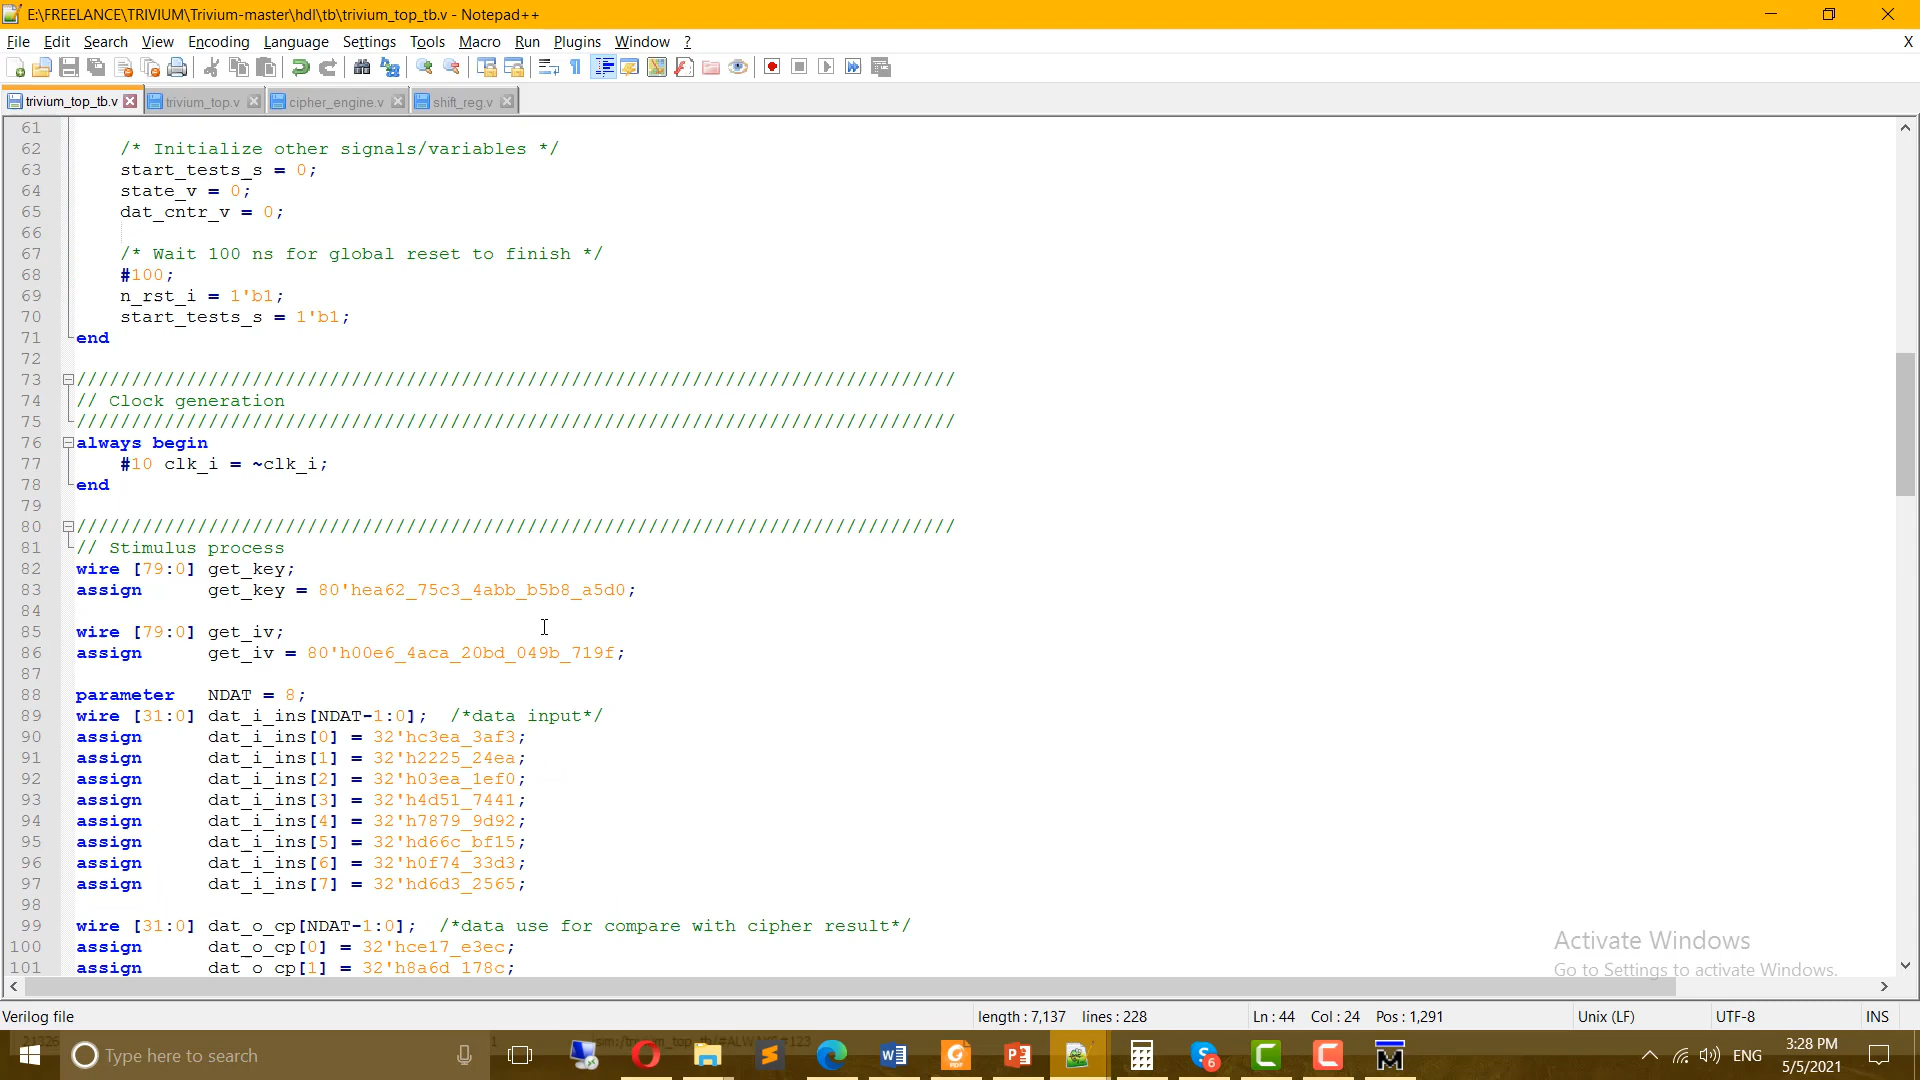 E:\FREELANCE\TRIVIUM\Trivium-master\hdl\tb\trivium_top_tb.v - Notepad++
File Edit Search View Encoding Language Settings Tools Macro Run Plugins Window ? X
trivium_top_tb.v trivium_top.v cipher_engine.v shift_reg.v
61
62 /* Initialize other signals/variables */
63 start_tests_s = 0;
64 state_v = 0;
65 dat_cntr_v = 0;
66
67 /* Wait 100 ns for global reset to finish */
68 #100;
69 n_rst_i = 1'b1;
70 start_tests_s = 1'b1;
71 end
72
73 ////////////////////////////////////////////////////////////////////////////////
74 // Clock generation
75 ////////////////////////////////////////////////////////////////////////////////
76 always begin
77 #10 clk_i = ~clk_i;
78 end
79
80 ////////////////////////////////////////////////////////////////////////////////
81 // Stimulus process
82 wire [79:0] get_key;
83 assign get_key = 80'hea62_75c3_4abb_b5b8_a5d0;
84
85 wire [79:0] get_iv;
86 assign get_iv = 80'h00e6_4aca_20bd_049b_719f;
87
88 parameter NDAT = 8;
89 wire [31:0] dat_i_ins[NDAT-1:0]; /*data input*/
90 assign dat_i_ins[0] = 32'hc3ea_3af3;
91 assign dat_i_ins[1] = 32'h2225_24ea;
92 assign dat_i_ins[2] = 32'h03ea_1ef0;
93 assign dat_i_ins[3] = 32'h4d51_7441;
94 assign dat_i_ins[4] = 32'h7879_9d92;
95 assign dat_i_ins[5] = 32'hd66c_bf15;
96 assign dat_i_ins[6] = 32'h0f74_33d3;
97 assign dat_i_ins[7] = 32'hd6d3_2565;
98
99 wire [31:0] dat_o_cp[NDAT-1:0]; /*data use for compare with cipher result*/
100 assign dat_o_cp[0] = 32'hce17_e3ec;
101 assign dat_o_cp[1] = 32'h8a6d_178c;
Activate Windows
Go to Settings to activate Windows.
Verilog file length : 7,137 lines : 228 Ln : 44 Col : 24 Pos : 1,291 Unix (LF) UTF-8 INS
Type here to search 6 ENG 3:28 PM
5/5/2021